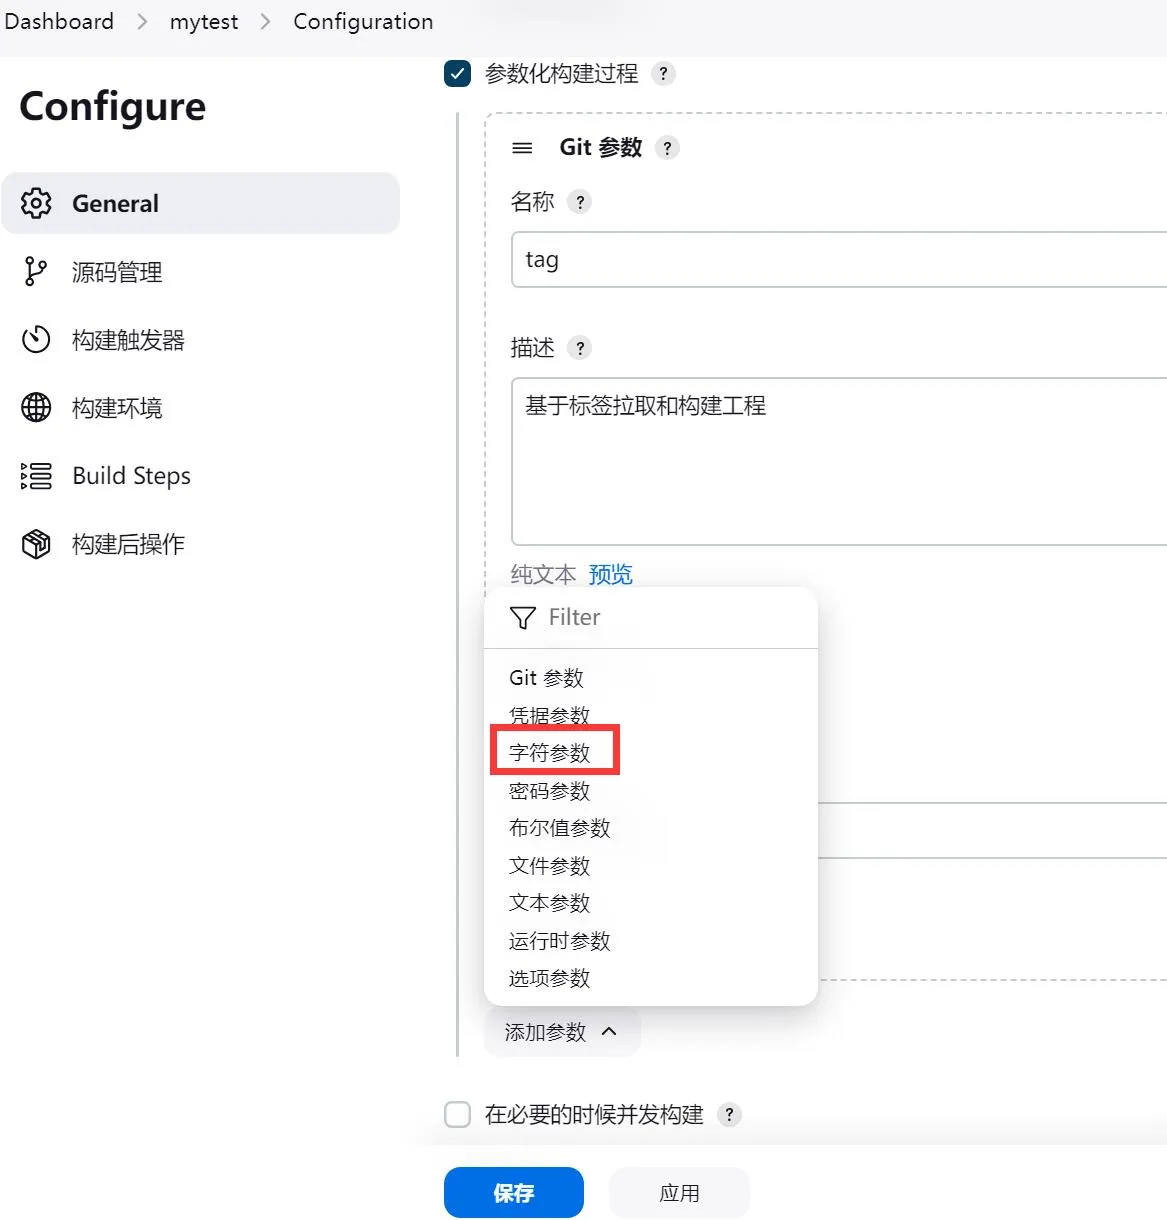 Dashboard > mytest > Configuration
Configure
General
源码管理
构建触发器
构建环境
Build Steps
构建后操作
参数化构建过程 ?
Git 参数 ?
名称 ?
tag
描述 ?
基于标签拉取和构建工程
纯文本 预览
Filter
Git 参数
凭据参数
字符参数
密码参数
布尔值参数
文件参数
文本参数
运行时参数
选项参数
添加参数
在必要的时候并发构建 ?
保存 应用